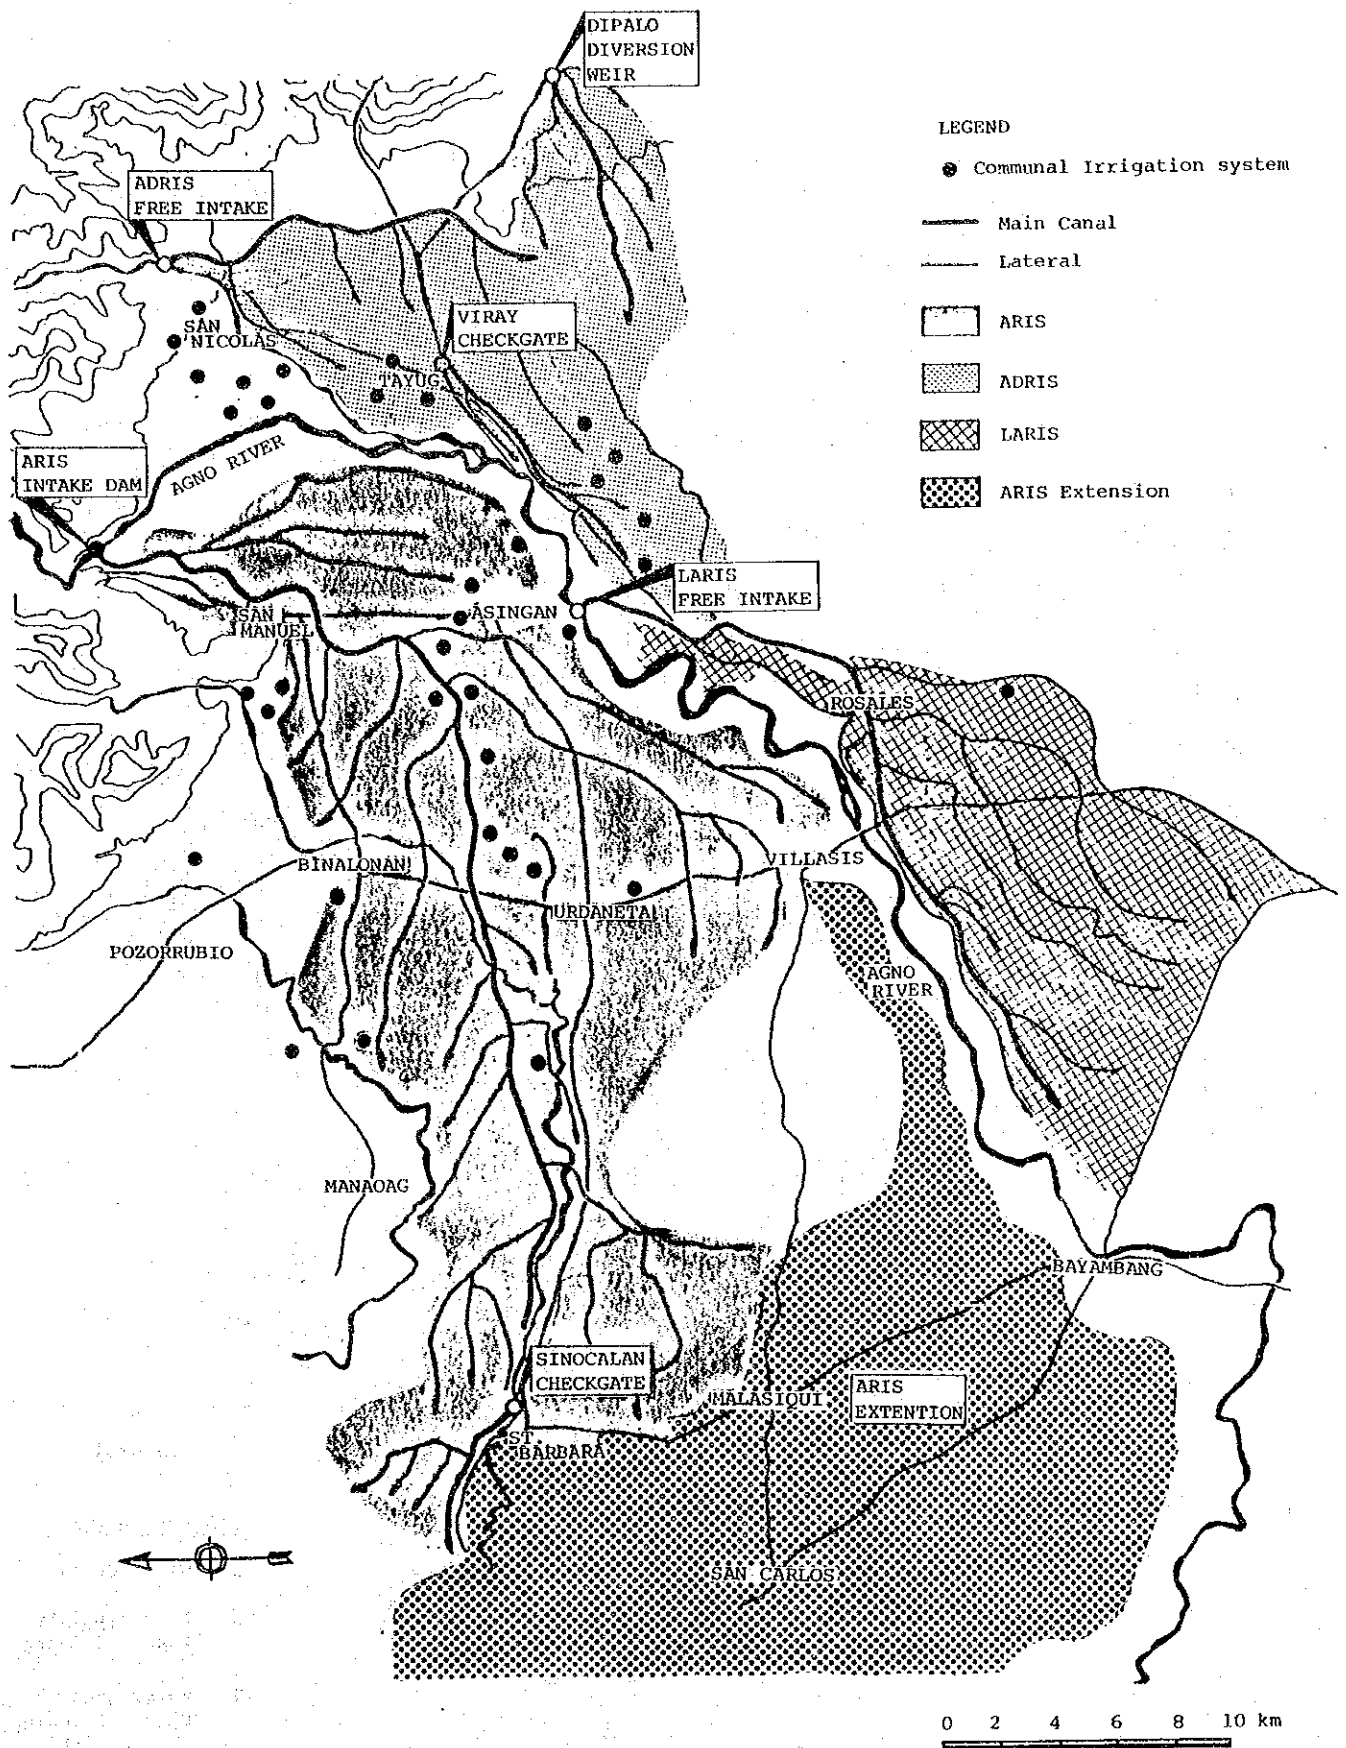 DIPALO
DIVERSION
WEIR
LEGEND
Communal Irrigation system
Main Canal
Lateral
ARIS
ADRIS
LARIS
ARIS Extension
ADRIS
FREE INTAKE
SAN
NICOLAS
VIRAY
CHECKGATE
TAYUG
AGNO RIVER
ARIS
INTAKE DAM
LARIS
FREE INTAKE
SAN
MANUEL
ASINGAN
ROSALES
BINALONAN
VILLASIS
URDANETA
POZORRUBIO
AGNO
RIVER
MANAOAG
BAYAMBANG
SINOCALAN
CHECKGATE
MALASIQUI
ARIS
EXTENTION
ST.
BARBARA
SAN CARLOS
0 2 4 6 8 10 km